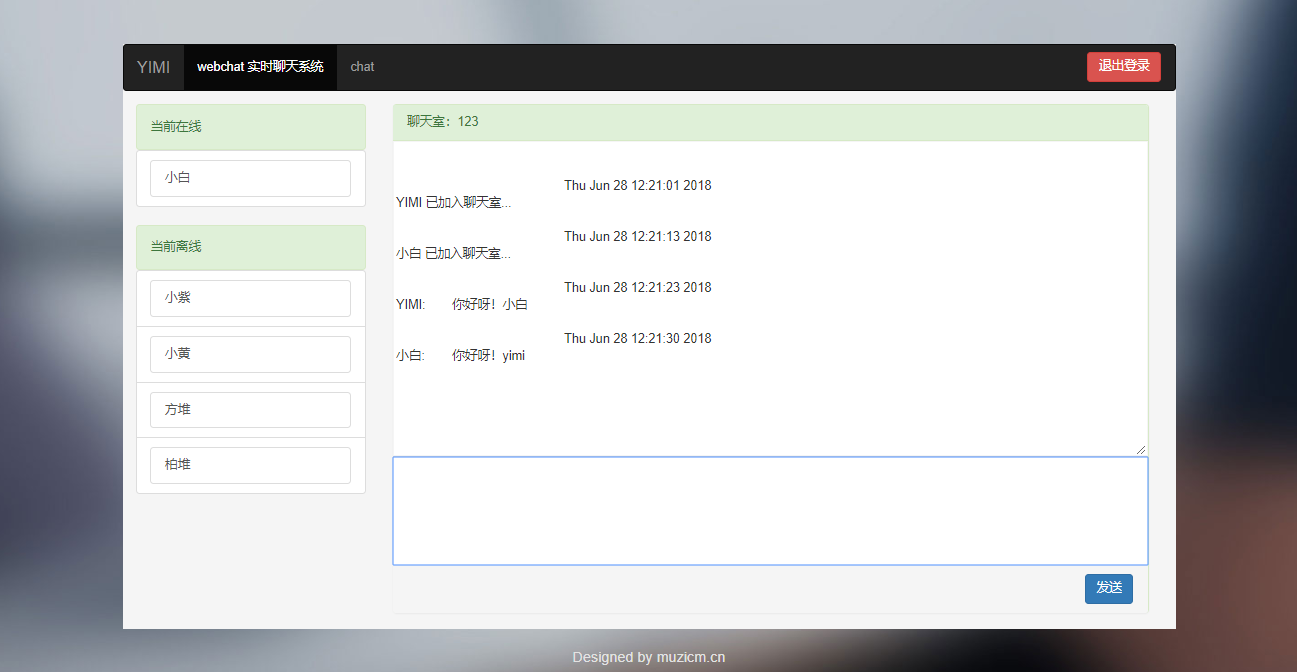 YIMI webchat 实时聊天系统 chat 退出登录
当前在线
小白
当前离线
小紫
小黄
方堆
柏堆
聊天室：123
Thu Jun 28 12:21:01 2018
YIMI 已加入聊天室...
Thu Jun 28 12:21:13 2018
小白 已加入聊天室...
Thu Jun 28 12:21:23 2018
YIMI: 你好呀！小白
Thu Jun 28 12:21:30 2018
小白: 你好呀！yimi
发送
Designed by muzicm.cn